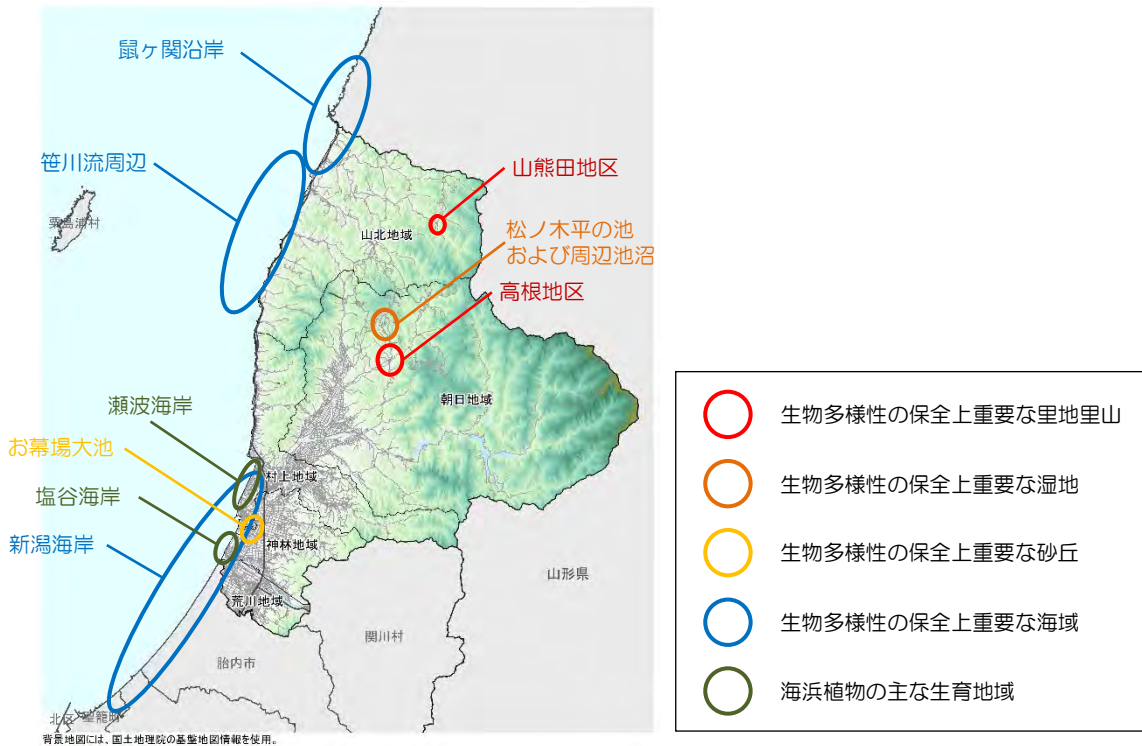 鼠ヶ関沿岸
笹川流周辺
山熊田地区
粟島浦村
松ノ木平の池
および周辺池沼
山北地域
高根地区
瀬波海岸
朝日地域
お幕場大池
村上地域
塩谷海岸
神林地域
新潟海岸
山形県
荒川地域
関川村
胎内市
北区
聖籠町
背景地図には、国土地理院の基盤地図情報を使用。
生物多様性の保全上重要な里地里山
生物多様性の保全上重要な湿地
生物多様性の保全上重要な砂丘
生物多様性の保全上重要な海域
海浜植物の主な生育地域